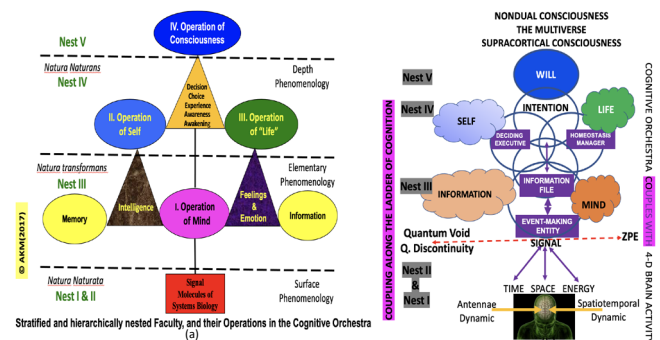 IV. Operation of
Consciousness
Nest V
Natura Naturans
Nest IV
Depth
Phenomenology
Decision
Choice
Experience
Awareness
Awakening
II. Operation
of Self
III. Operation
of "Life"
Natura transformans
Nest III
Elementary
Phenomenology
Memory
Intelligence
I. Operation
of Mind
Feelings
&
Emotion
Information
© AKM(2017)
Natura Naturata
Nest I & II
Signal
Molecules of
Systems Biology
Surface
Phenomenology
Stratified and hierarchically nested Faculty, and their Operations in the Cognitive Orchestra
(a)
NONDUAL CONSCIOUSNESS
THE MULTIVERSE
SUPRACORTICAL CONSCIOUSNESS
Nest V
WILL
Nest IV
INTENTION
SELF
LIFE
DECIDING
EXECUTIVE
HOMEOSTASIS
MANAGER
Nest III
INFORMATION
INFORMATION
FILE
MIND
EVENT-MAKING
ENTITY
Quantum Void
Q. Discontinuity
SIGNAL
ZPE
Nest II
&
Nest I
TIME SPACE ENERGY
Antennae
Dynamic
Spatiotemporal
Dynamic
COUPLING ALONG THE LADDER OF COGNITION
COGNITIVE ORCHESTRA COUPLES WITH 4-D BRAIN ACTIVITY